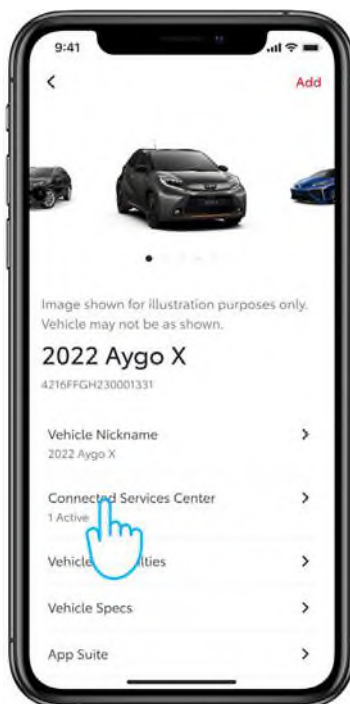 9:41
Add
Image shown for illustration purposes only.
Vehicle may not be as shown.
2022 Aygo X
4216FFGH230001331
Vehicle Nickname
2022 Aygo X
Connected Services Center
1 Active
Vehicle
Vehicle Specs
App Suite